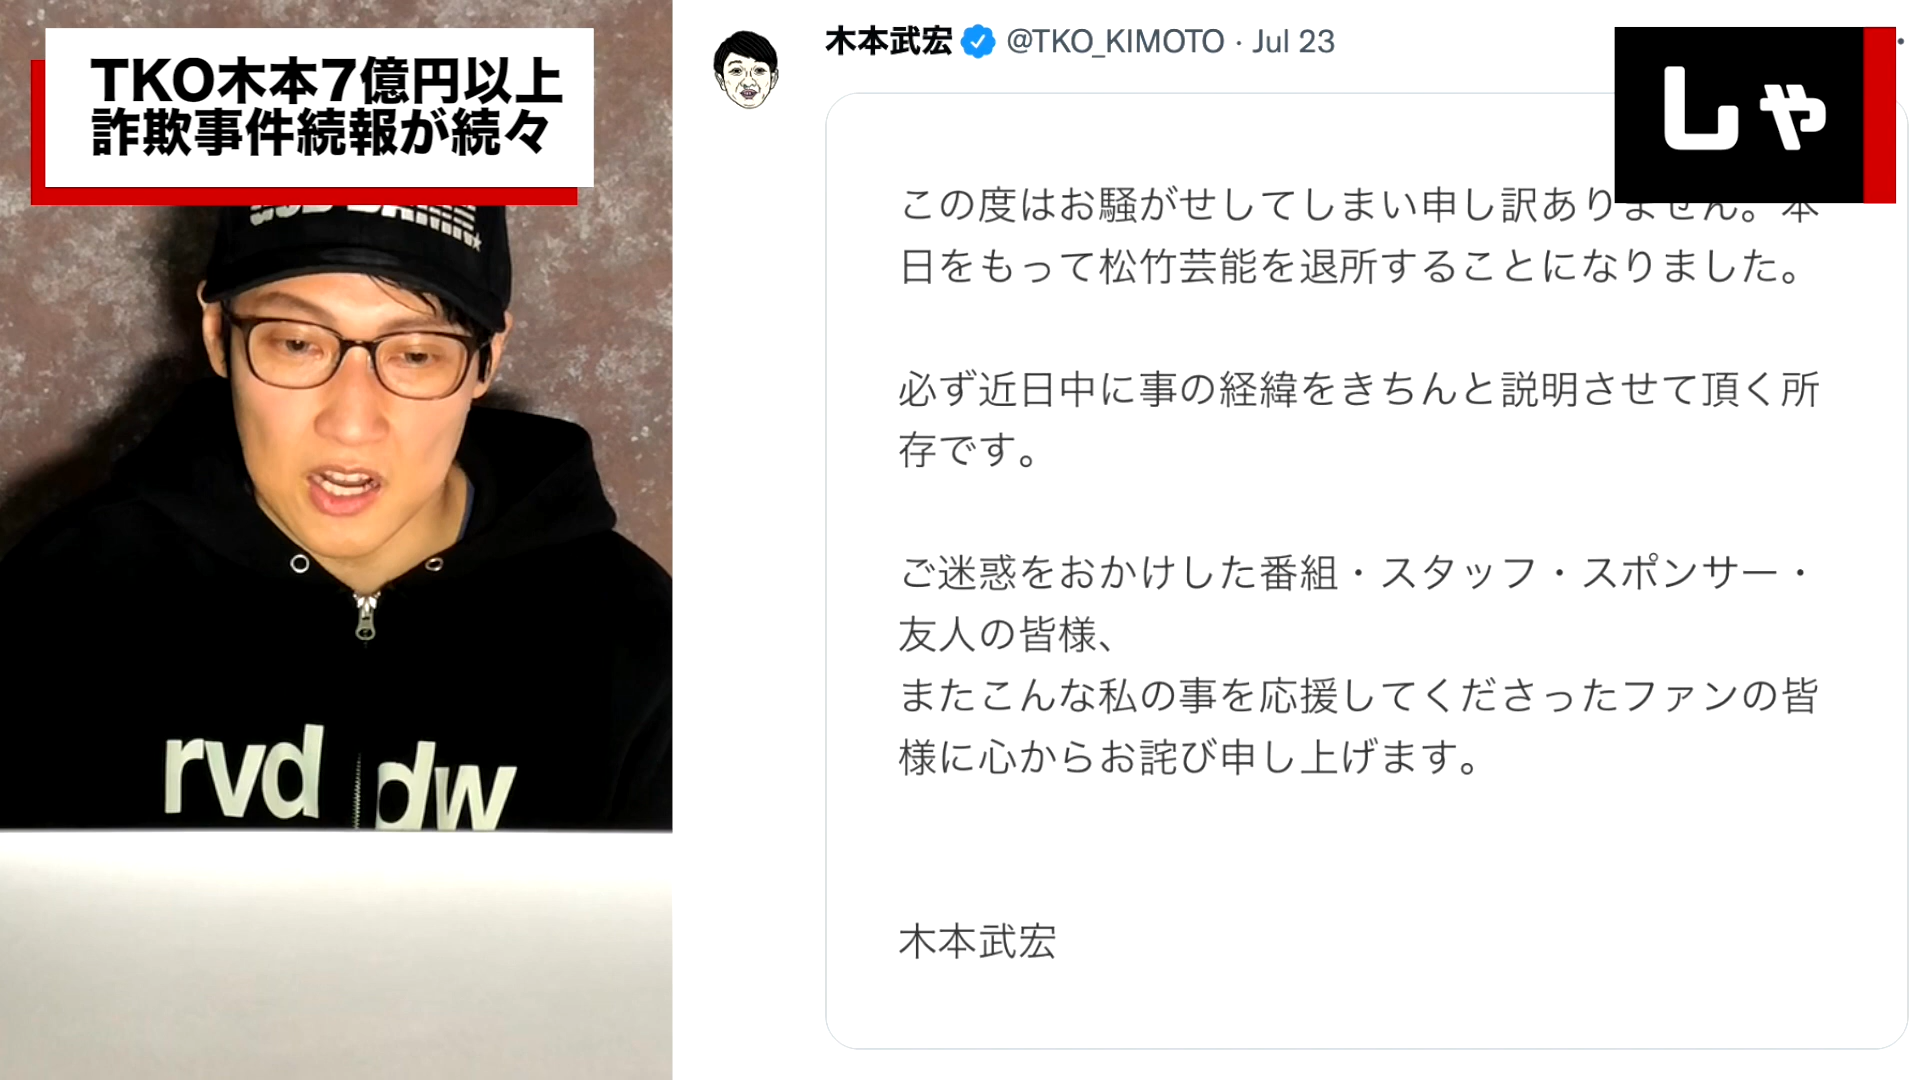 TKO木本7億円以上
詐欺事件続報が続々
rvd dw
木本武宏 @TKO_KIMOTO · Jul 23
しゃ
この度はお騒がせしてしまい申し訳ありません。本
日をもって松竹芸能を退所することになりました。
必ず近日中に事の経緯をきちんと説明させて頂く所
存です。
ご迷惑をおかけした番組・スタッフ・スポンサー・
友人の皆様、
またこんな私の事を応援してくださったファンの皆
様に心からお詫び申し上げます。
木本武宏